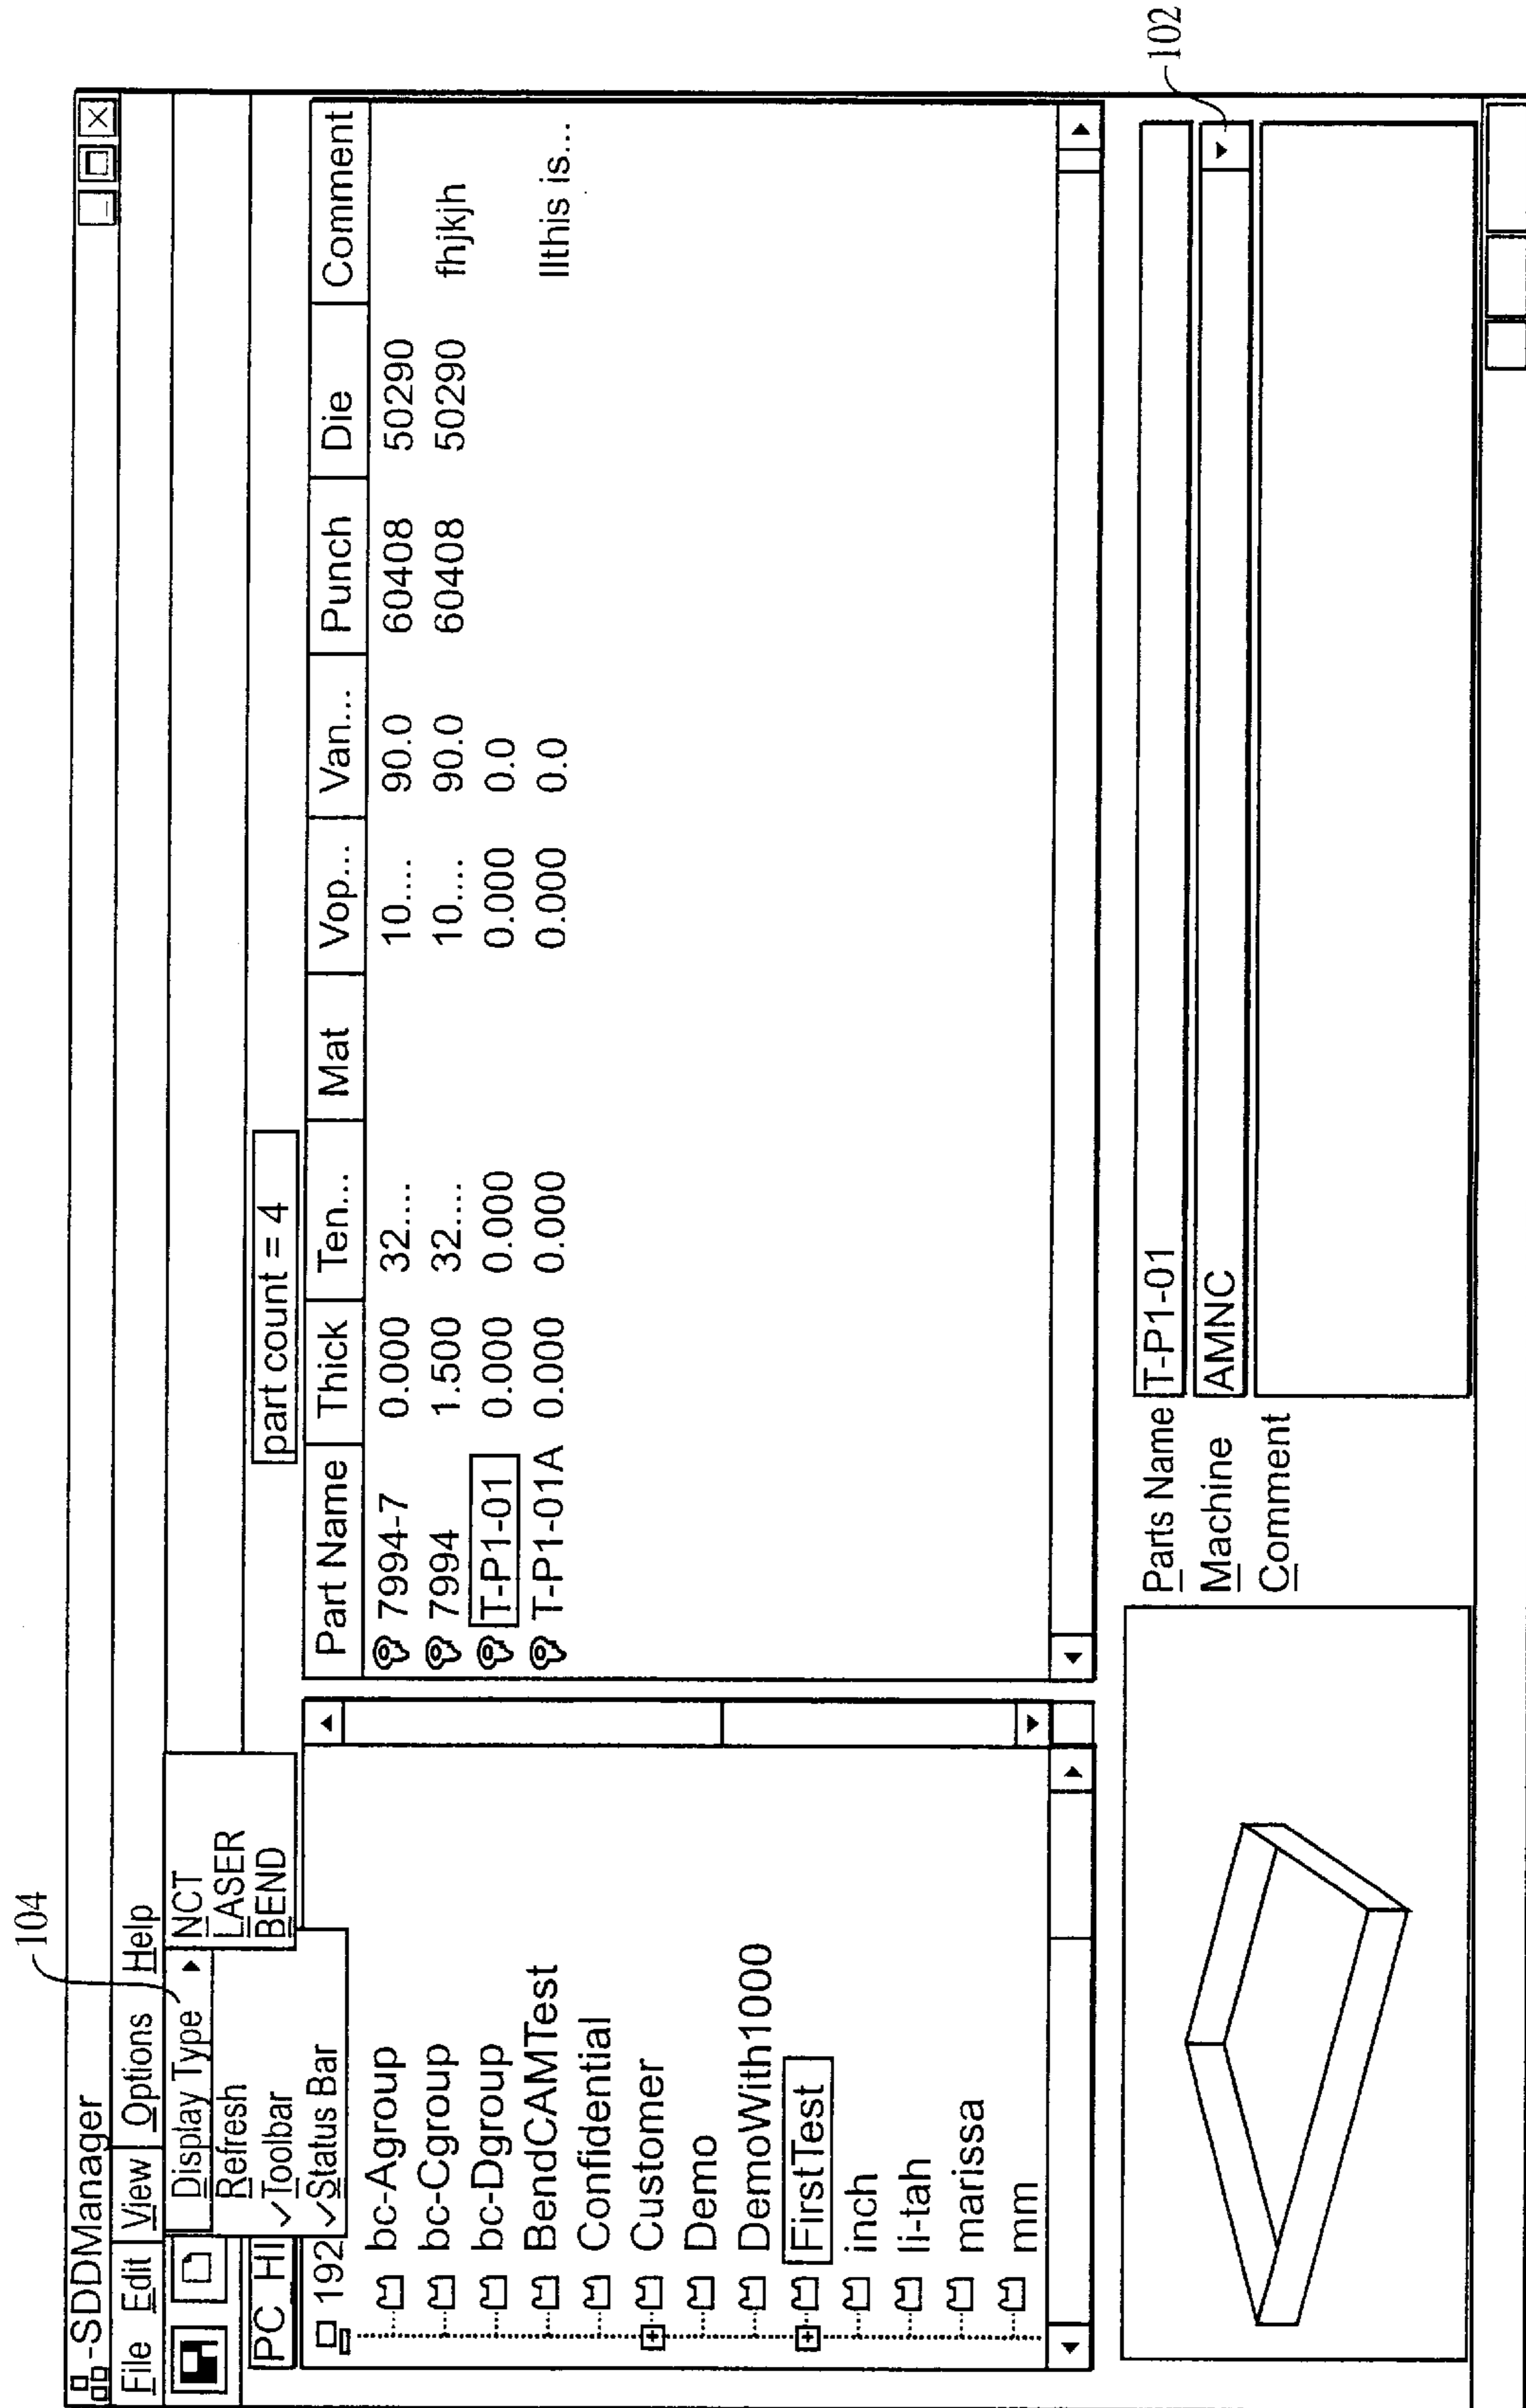 104
-SDDManager
File Edit View Options Help
Display Type NCT
Refresh LASER
✓Toolbar BEND
✓Status Bar
PC HI
part count = 4
192
bc-Agroup
bc-Cgroup
bc-Dgroup
BendCAMTest
Confidential
Customer
Demo
DemoWith1000
FirstTest
inch
li-tah
marissa
mm
Part Name Thick Ten... Mat Vop... Van... Punch Die Comment
7994-7 0.000 32.... 10.... 90.0 60408 50290
7994 1.500 32.... 10.... 90.0 60408 50290 fhjkjh
T-P1-01 0.000 0.000 0.000 0.0
T-P1-01A 0.000 0.000 0.000 0.0 llthis is...
Parts Name T-P1-01
Machine AMNC
Comment
102